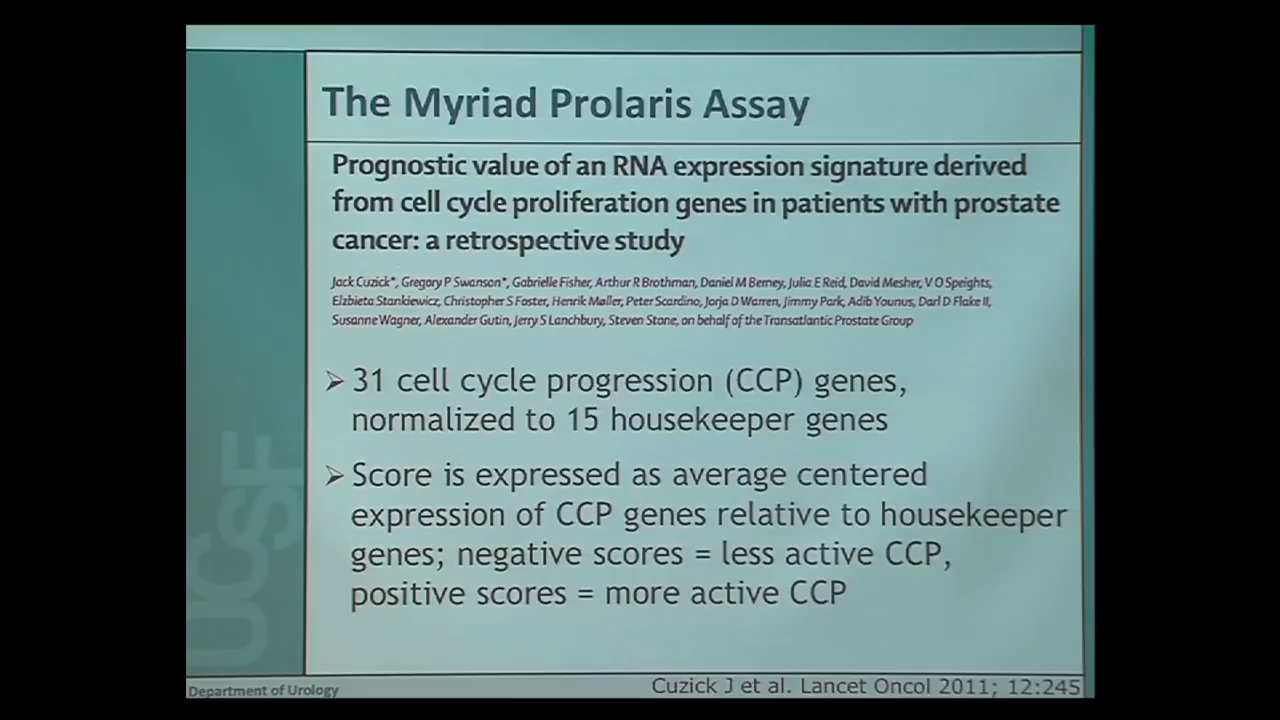 The Myriad Prolaris Assay
Prognostic value of an RNA expression signature derived
from cell cycle proliferation genes in patients with prostate
cancer: a retrospective study
Jack Cuzick*, Gregory P Swanson*, Gabrielle Fisher, Arthur R Brothman, Daniel M Berney, Julia E Reid, David Mesher, V O Speights,
Elzbieta Stankiewicz, Christopher S Foster, Henrik Møller, Peter Scardino, Jorja D Warren, Jimmy Park, Adib Younus, Darl D Flake II,
Susanne Wagner, Alexander Gutin, Jerry S Lanchbury, Steven Stone, on behalf of the Transatlantic Prostate Group
➢ 31 cell cycle progression (CCP) genes,
normalized to 15 housekeeper genes
➢ Score is expressed as average centered
expression of CCP genes relative to housekeeper
genes; negative scores = less active CCP,
positive scores = more active CCP
UCSF
Department of Urology
Cuzick J et al. Lancet Oncol 2011; 12:245